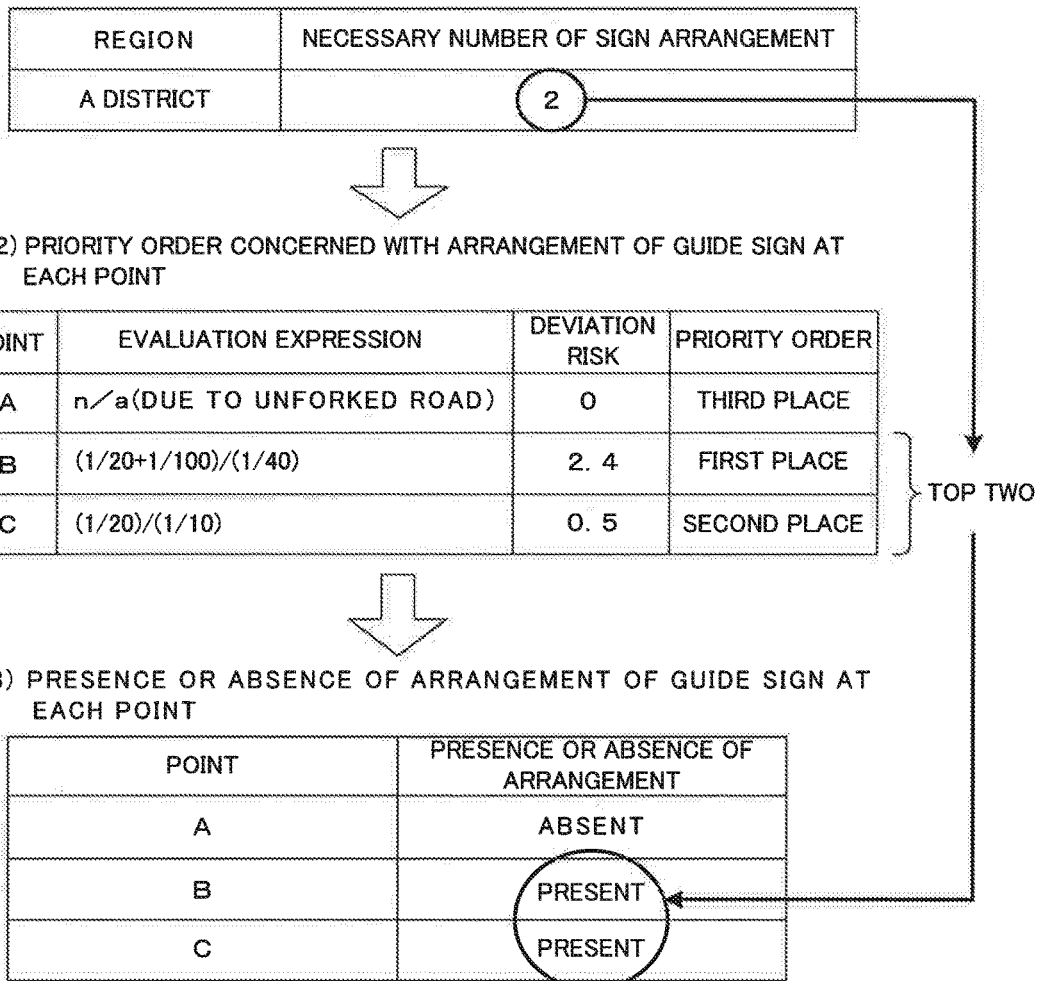 REGION NECESSARY NUMBER OF SIGN ARRANGEMENT
A DISTRICT 2
2) PRIORITY ORDER CONCERNED WITH ARRANGEMENT OF GUIDE SIGN AT
EACH POINT
OINT EVALUATION EXPRESSION DEVIATION RISK PRIORITY ORDER
A n/a(DUE TO UNFORKED ROAD) 0 THIRD PLACE
B (1/20+1/100)/(1/40) 2. 4 FIRST PLACE
C (1/20)/(1/10) 0. 5 SECOND PLACE
TOP TWO
3) PRESENCE OR ABSENCE OF ARRANGEMENT OF GUIDE SIGN AT
EACH POINT
POINT PRESENCE OR ABSENCE OF
ARRANGEMENT
A ABSENT
B PRESENT
C PRESENT